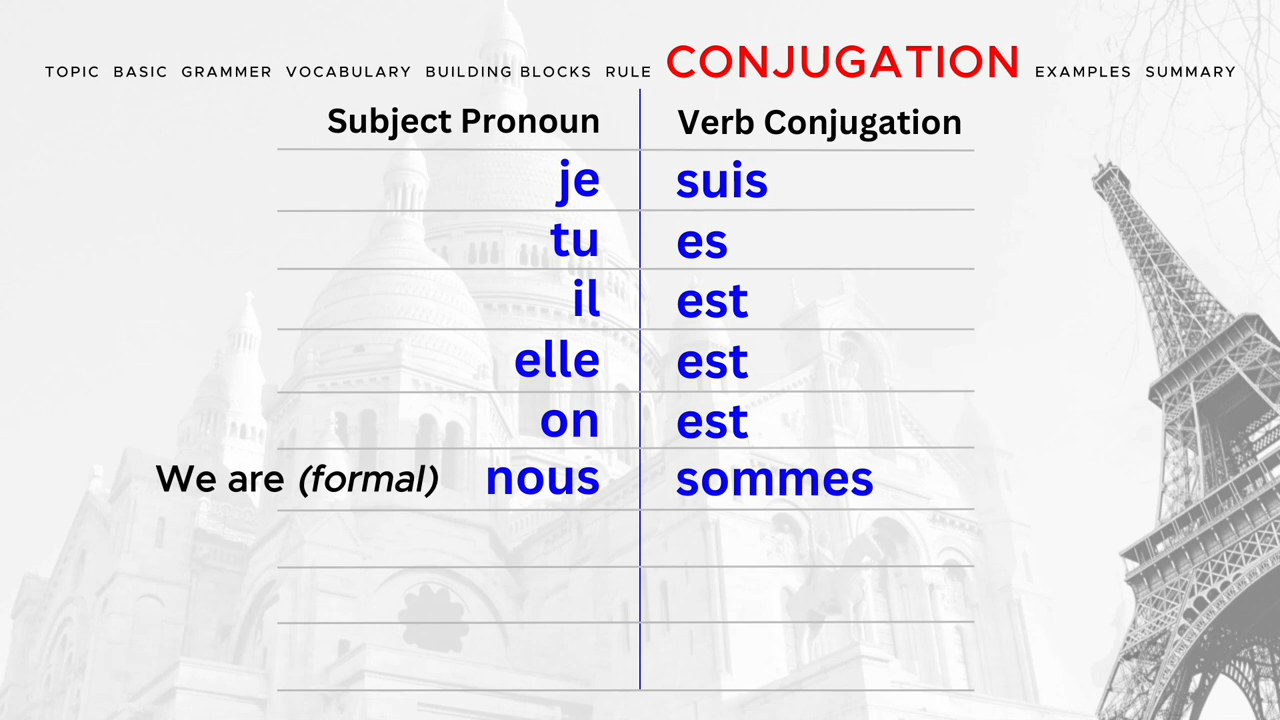 TOPIC BASIC GRAMMER VOCABULARY BUILDING BLOCKS RULE CONJUGATION EXAMPLES SUMMARY
Subject Pronoun Verb Conjugation
je suis
tu es
il est
elle est
on est
We are (formal) nous sommes